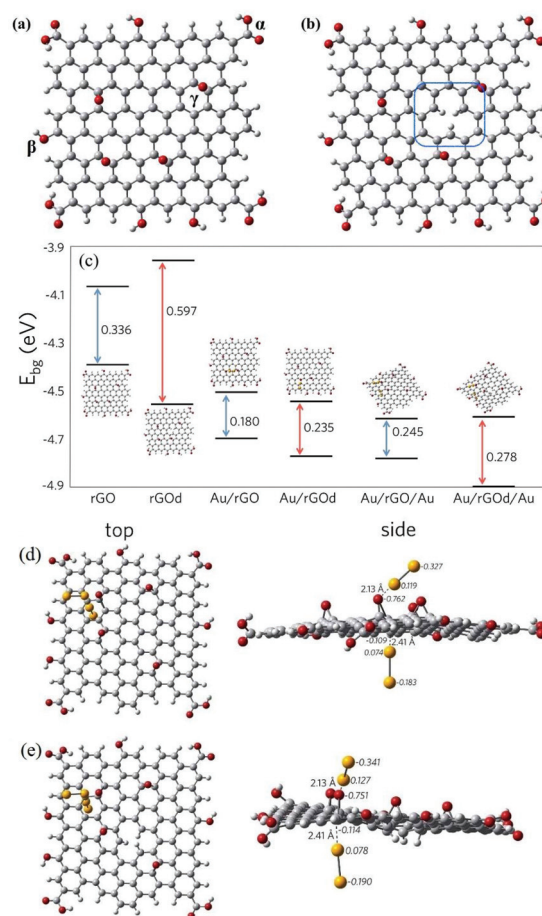 (a)
α
γ
β
(b)
(c)
E_bg (eV)
-3.9
-4.1
-4.3
-4.5
-4.7
-4.9
0.336
0.597
0.180
0.235
0.245
0.278
rGO
rGOd
Au/rGO
Au/rGOd
Au/rGO/Au
Au/rGOd/Au
top
side
(d)
-0.327
2.13 Å
0.119
-0.762
-0.109
2.41 Å
0.074
-0.183
(e)
-0.341
2.13 Å
0.127
-0.751
2.41 Å
-0.114
0.078
-0.190